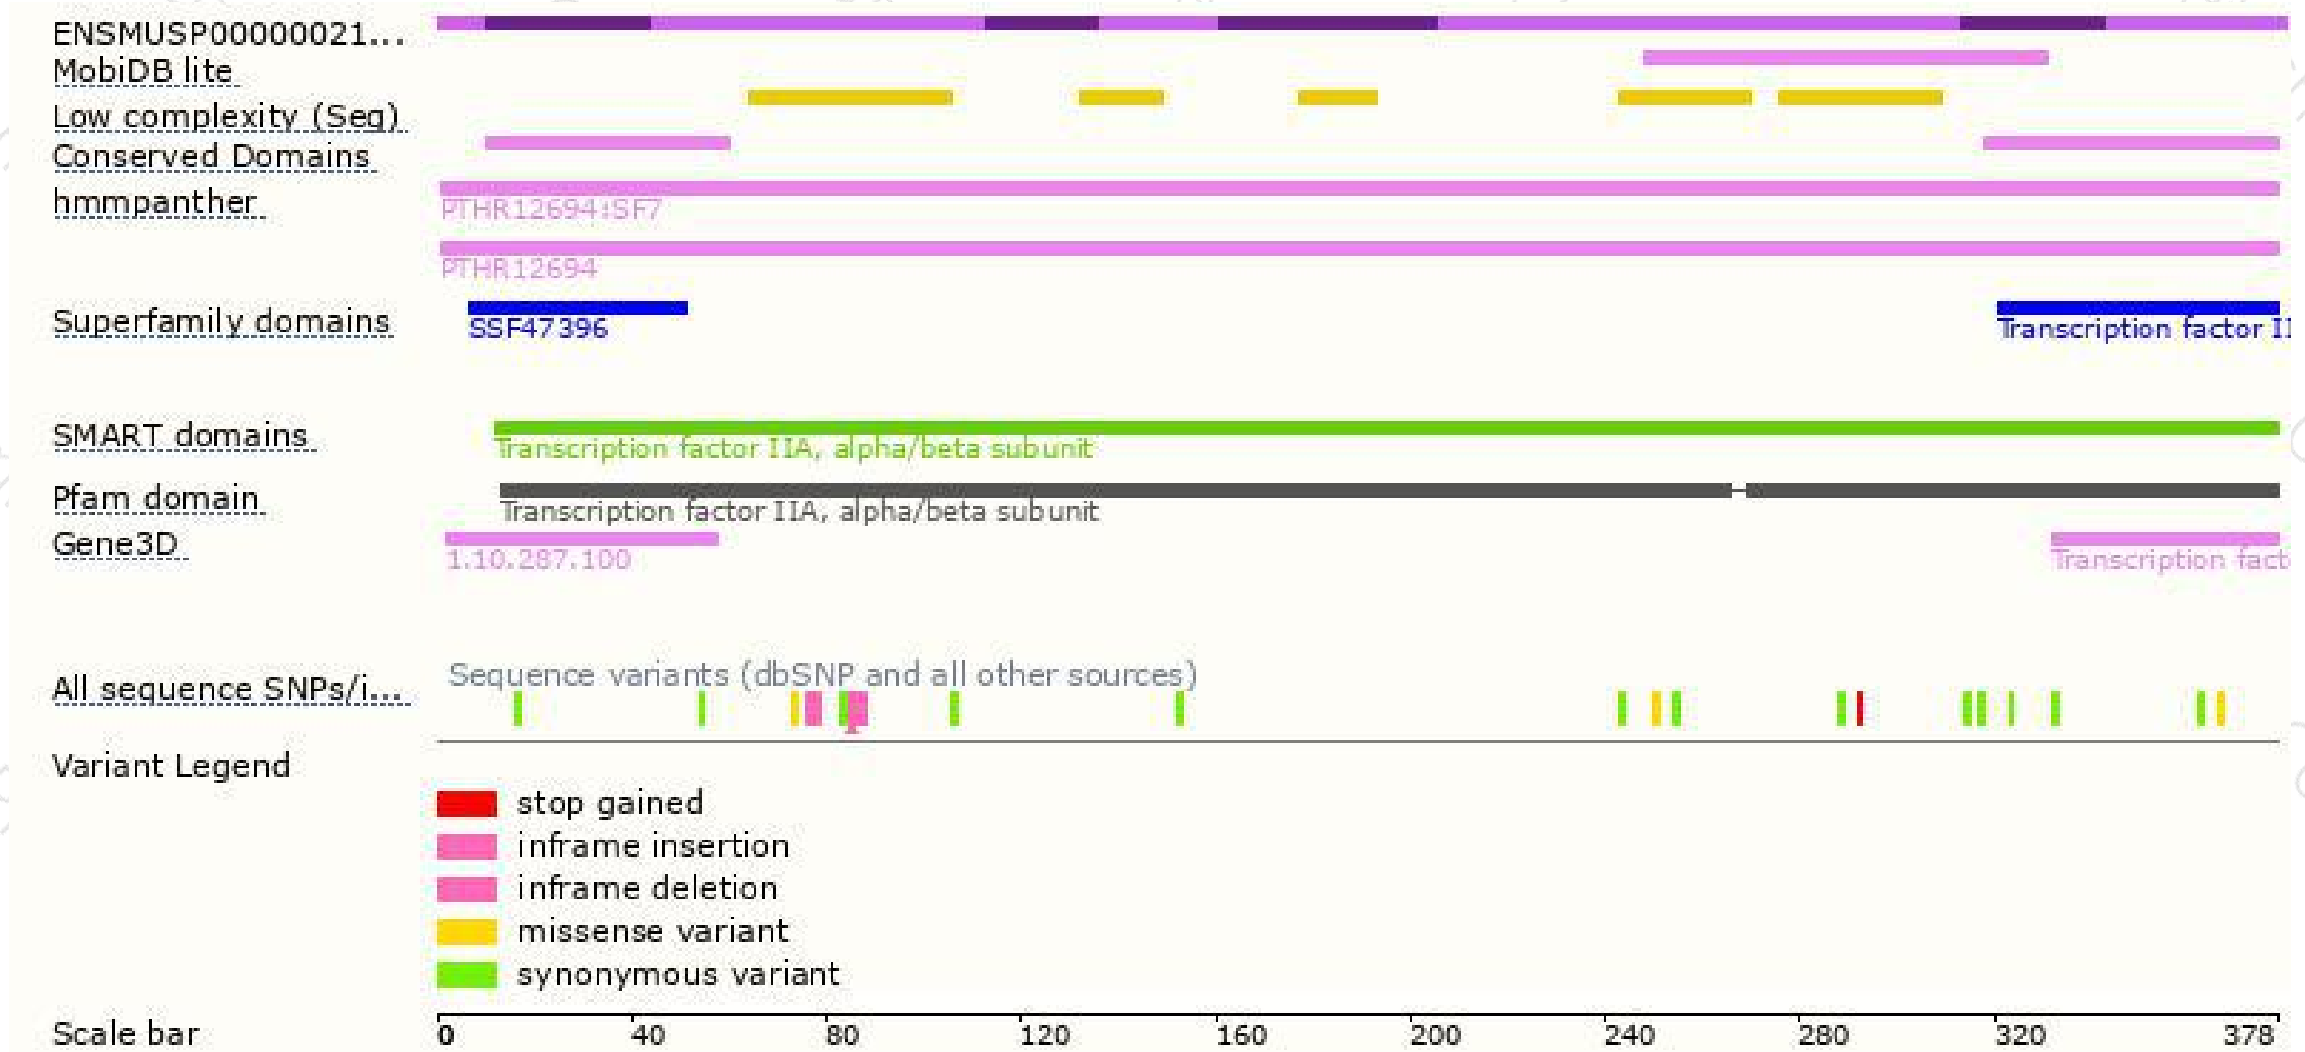 ENSMUSP00000021...
MobiDB lite
Low complexity (Seg)
Conserved Domains
hmmpanther
PTHR12694:SF7
PTHR12694
Superfamily domains
SSF47396
Transcription factor II
SMART domains
Transcription factor IIA, alpha/beta subunit
Pfam domain
Transcription factor IIA, alpha/beta subunit
Gene3D
1.10.287.100
Transcription fact
Sequence variants (dbSNP and all other sources)
All sequence SNPs/i...
Variant Legend
stop gained
inframe insertion
inframe deletion
missense variant
synonymous variant
Scale bar
0 40 80 120 160 200 240 280 320 378